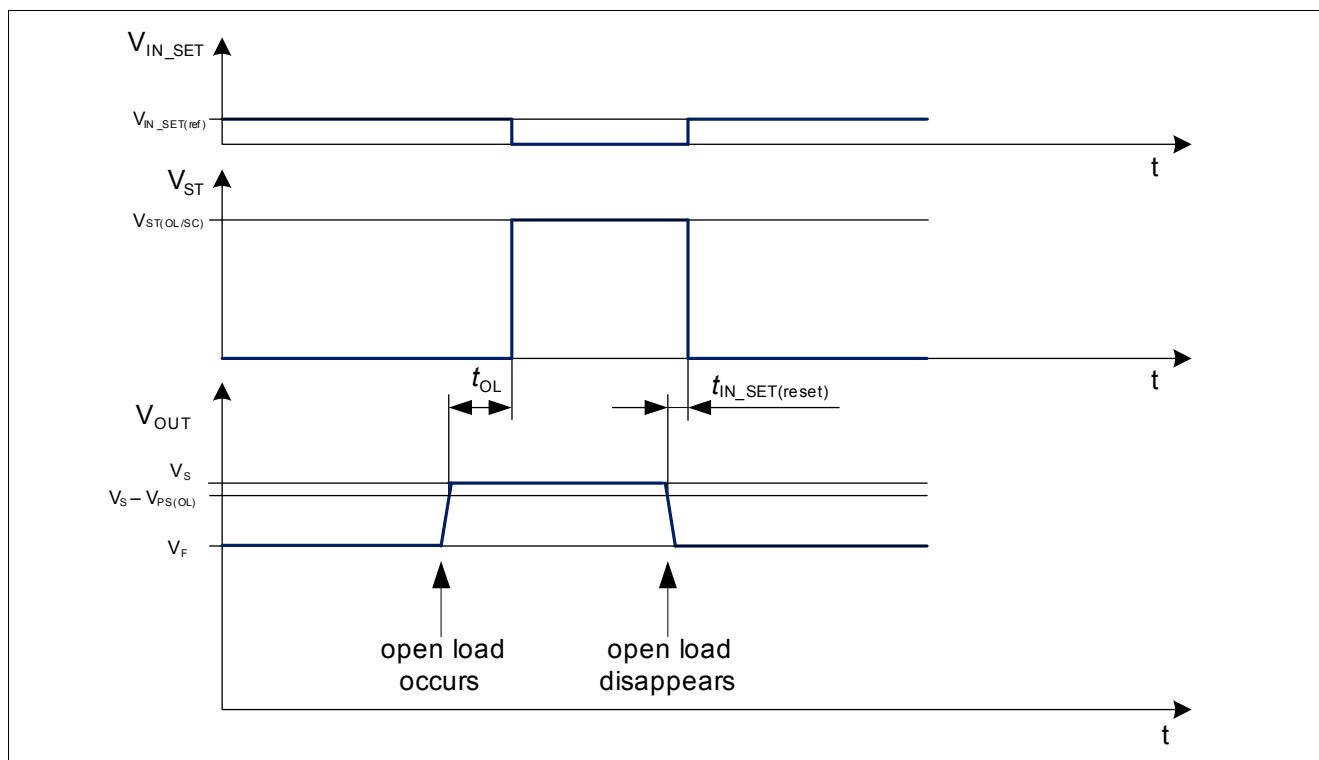 V_IN_SET
V_IN_SET(ref)
t
V_ST
V_ST(OL/SC)
t
t_OL
t_IN_SET(reset)
V_OUT
V_S
V_S – V_PS(OL)
V_F
open load
occurs
open load
disappears
t